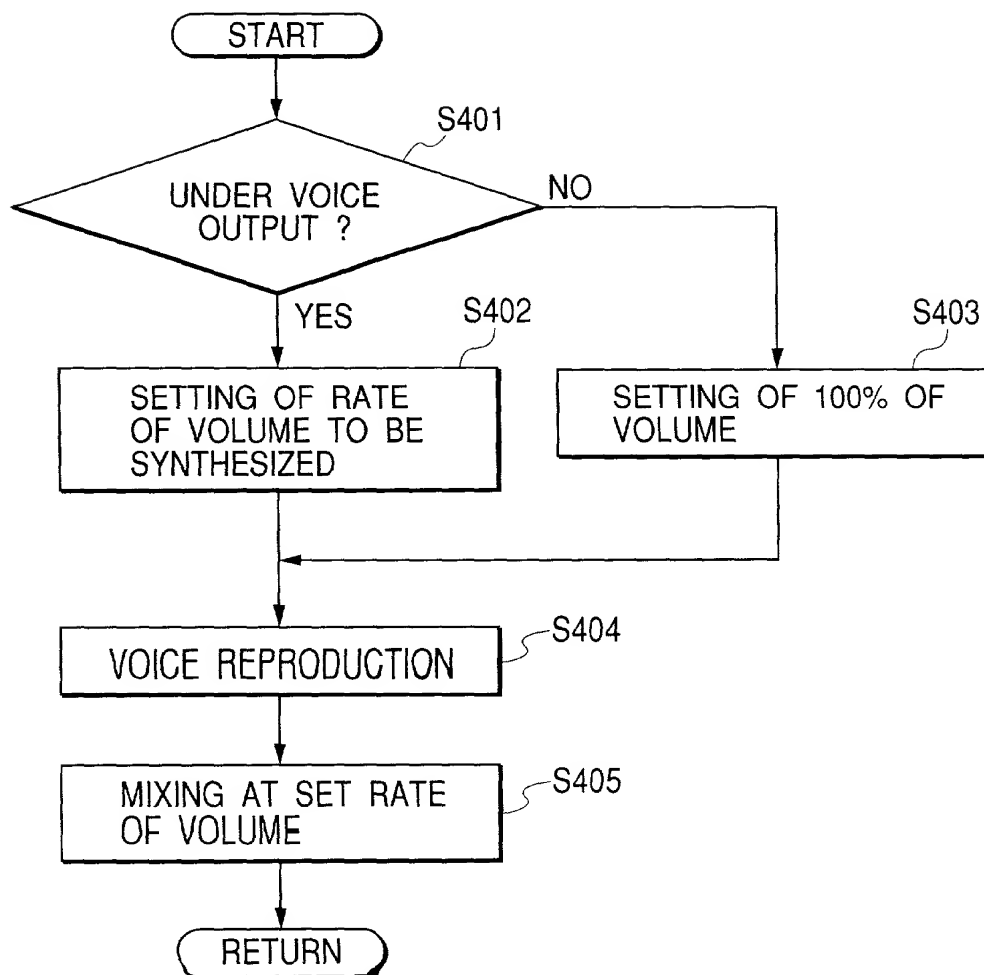 START
S401
UNDER VOICE
OUTPUT ?
NO
YES
S402
S403
SETTING OF RATE
OF VOLUME TO BE
SYNTHESIZED
SETTING OF 100% OF
VOLUME
S404
VOICE REPRODUCTION
S405
MIXING AT SET RATE
OF VOLUME
RETURN